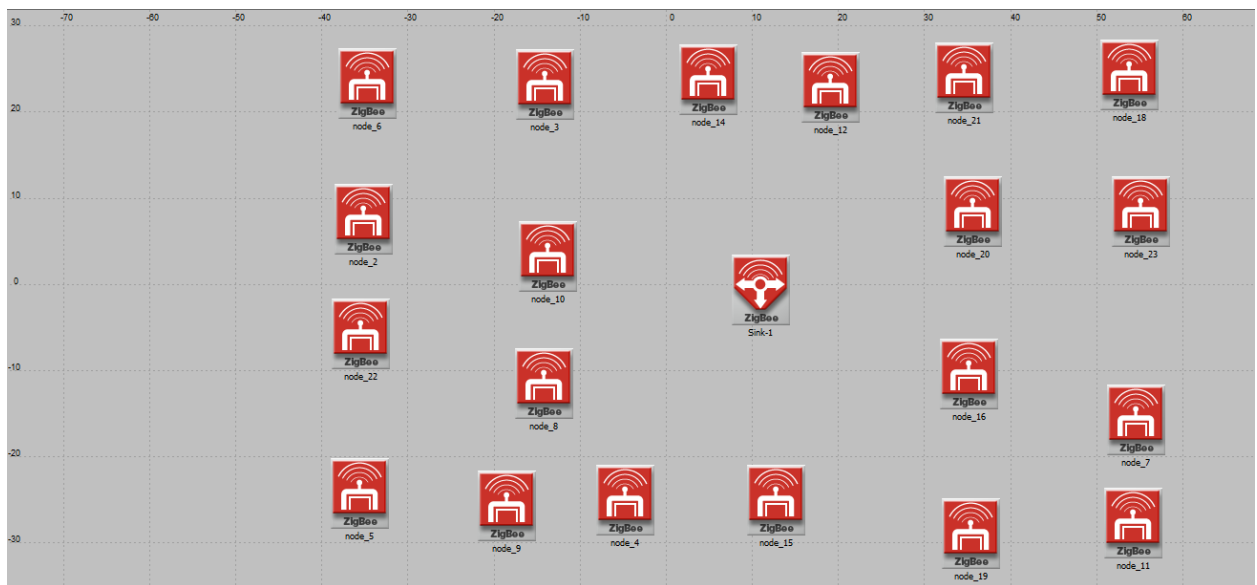 -70 -60 -50 -40 -30 -20 -10 0 10 20 30 40 50 60
30
ZigBee ZigBee ZigBee ZigBee ZigBee ZigBee
node_6 node_3 node_14 node_12 node_21 node_18
20
10
ZigBee ZigBee ZigBee
node_2 node_20 node_23
ZigBee
node_10
0
ZigBee
Sink-1
ZigBee
node_22
-10
ZigBee
node_16
ZigBee
node_8
ZigBee
node_7
-20
ZigBee ZigBee ZigBee ZigBee
node_5 node_9 node_4 node_15
-30
ZigBee ZigBee
node_19 node_11